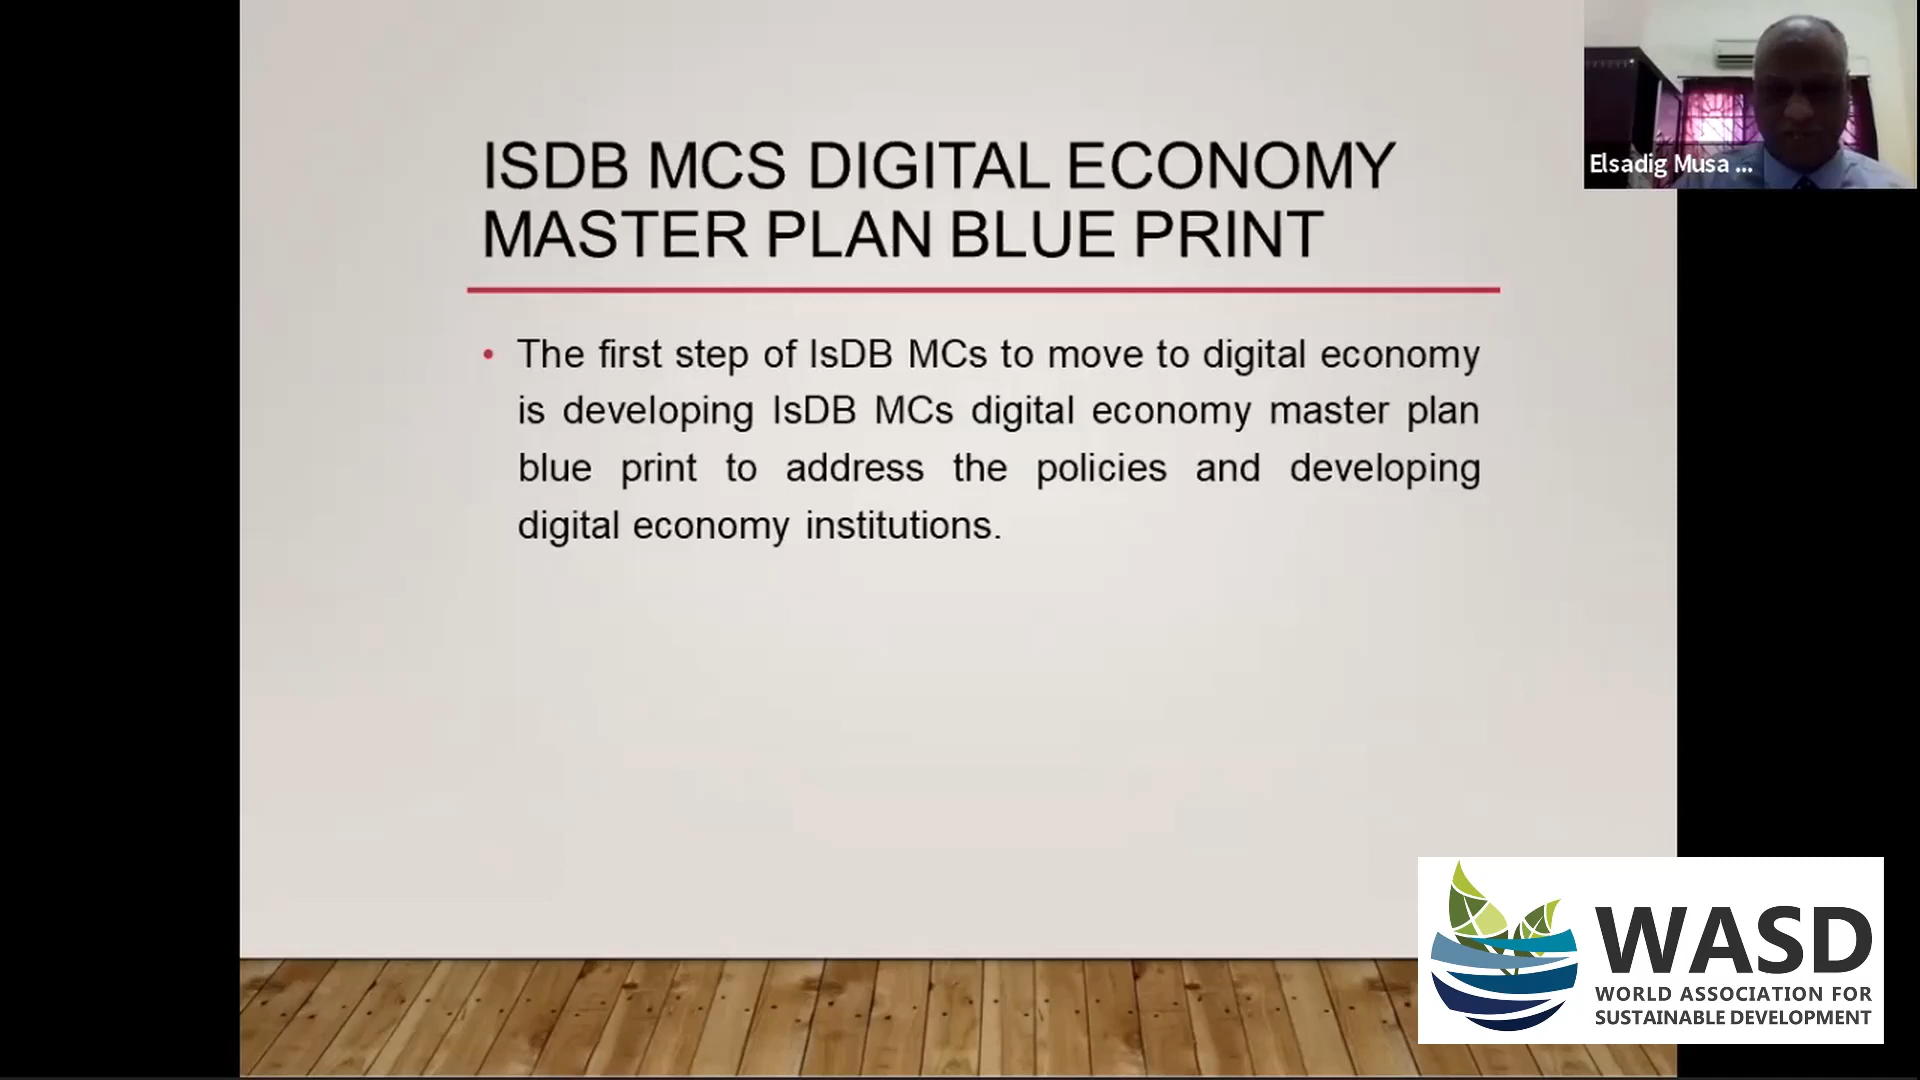 ISDB MCS DIGITAL ECONOMY
MASTER PLAN BLUE PRINT
• The first step of IsDB MCs to move to digital economy
is developing IsDB MCs digital economy master plan
blue print to address the policies and developing
digital economy institutions.
Elsadig Musa ...
WASD
WORLD ASSOCIATION FOR
SUSTAINABLE DEVELOPMENT